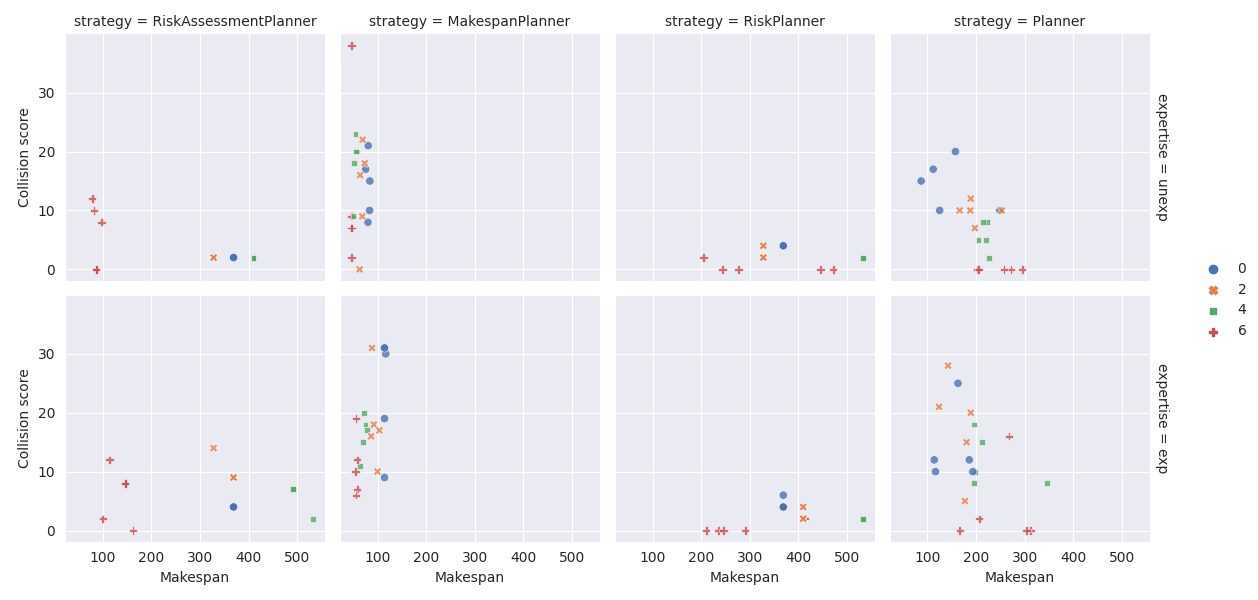 strategy = RiskAssessmentPlanner
strategy = MakespanPlanner
strategy = RiskPlanner
strategy = Planner
30
20
10
0
Collision score
expertise = unexp
30
20
10
0
Collision score
expertise = exp
100 200 300 400 500
Makespan
100 200 300 400 500
Makespan
100 200 300 400 500
Makespan
100 200 300 400 500
Makespan
0
2
4
6